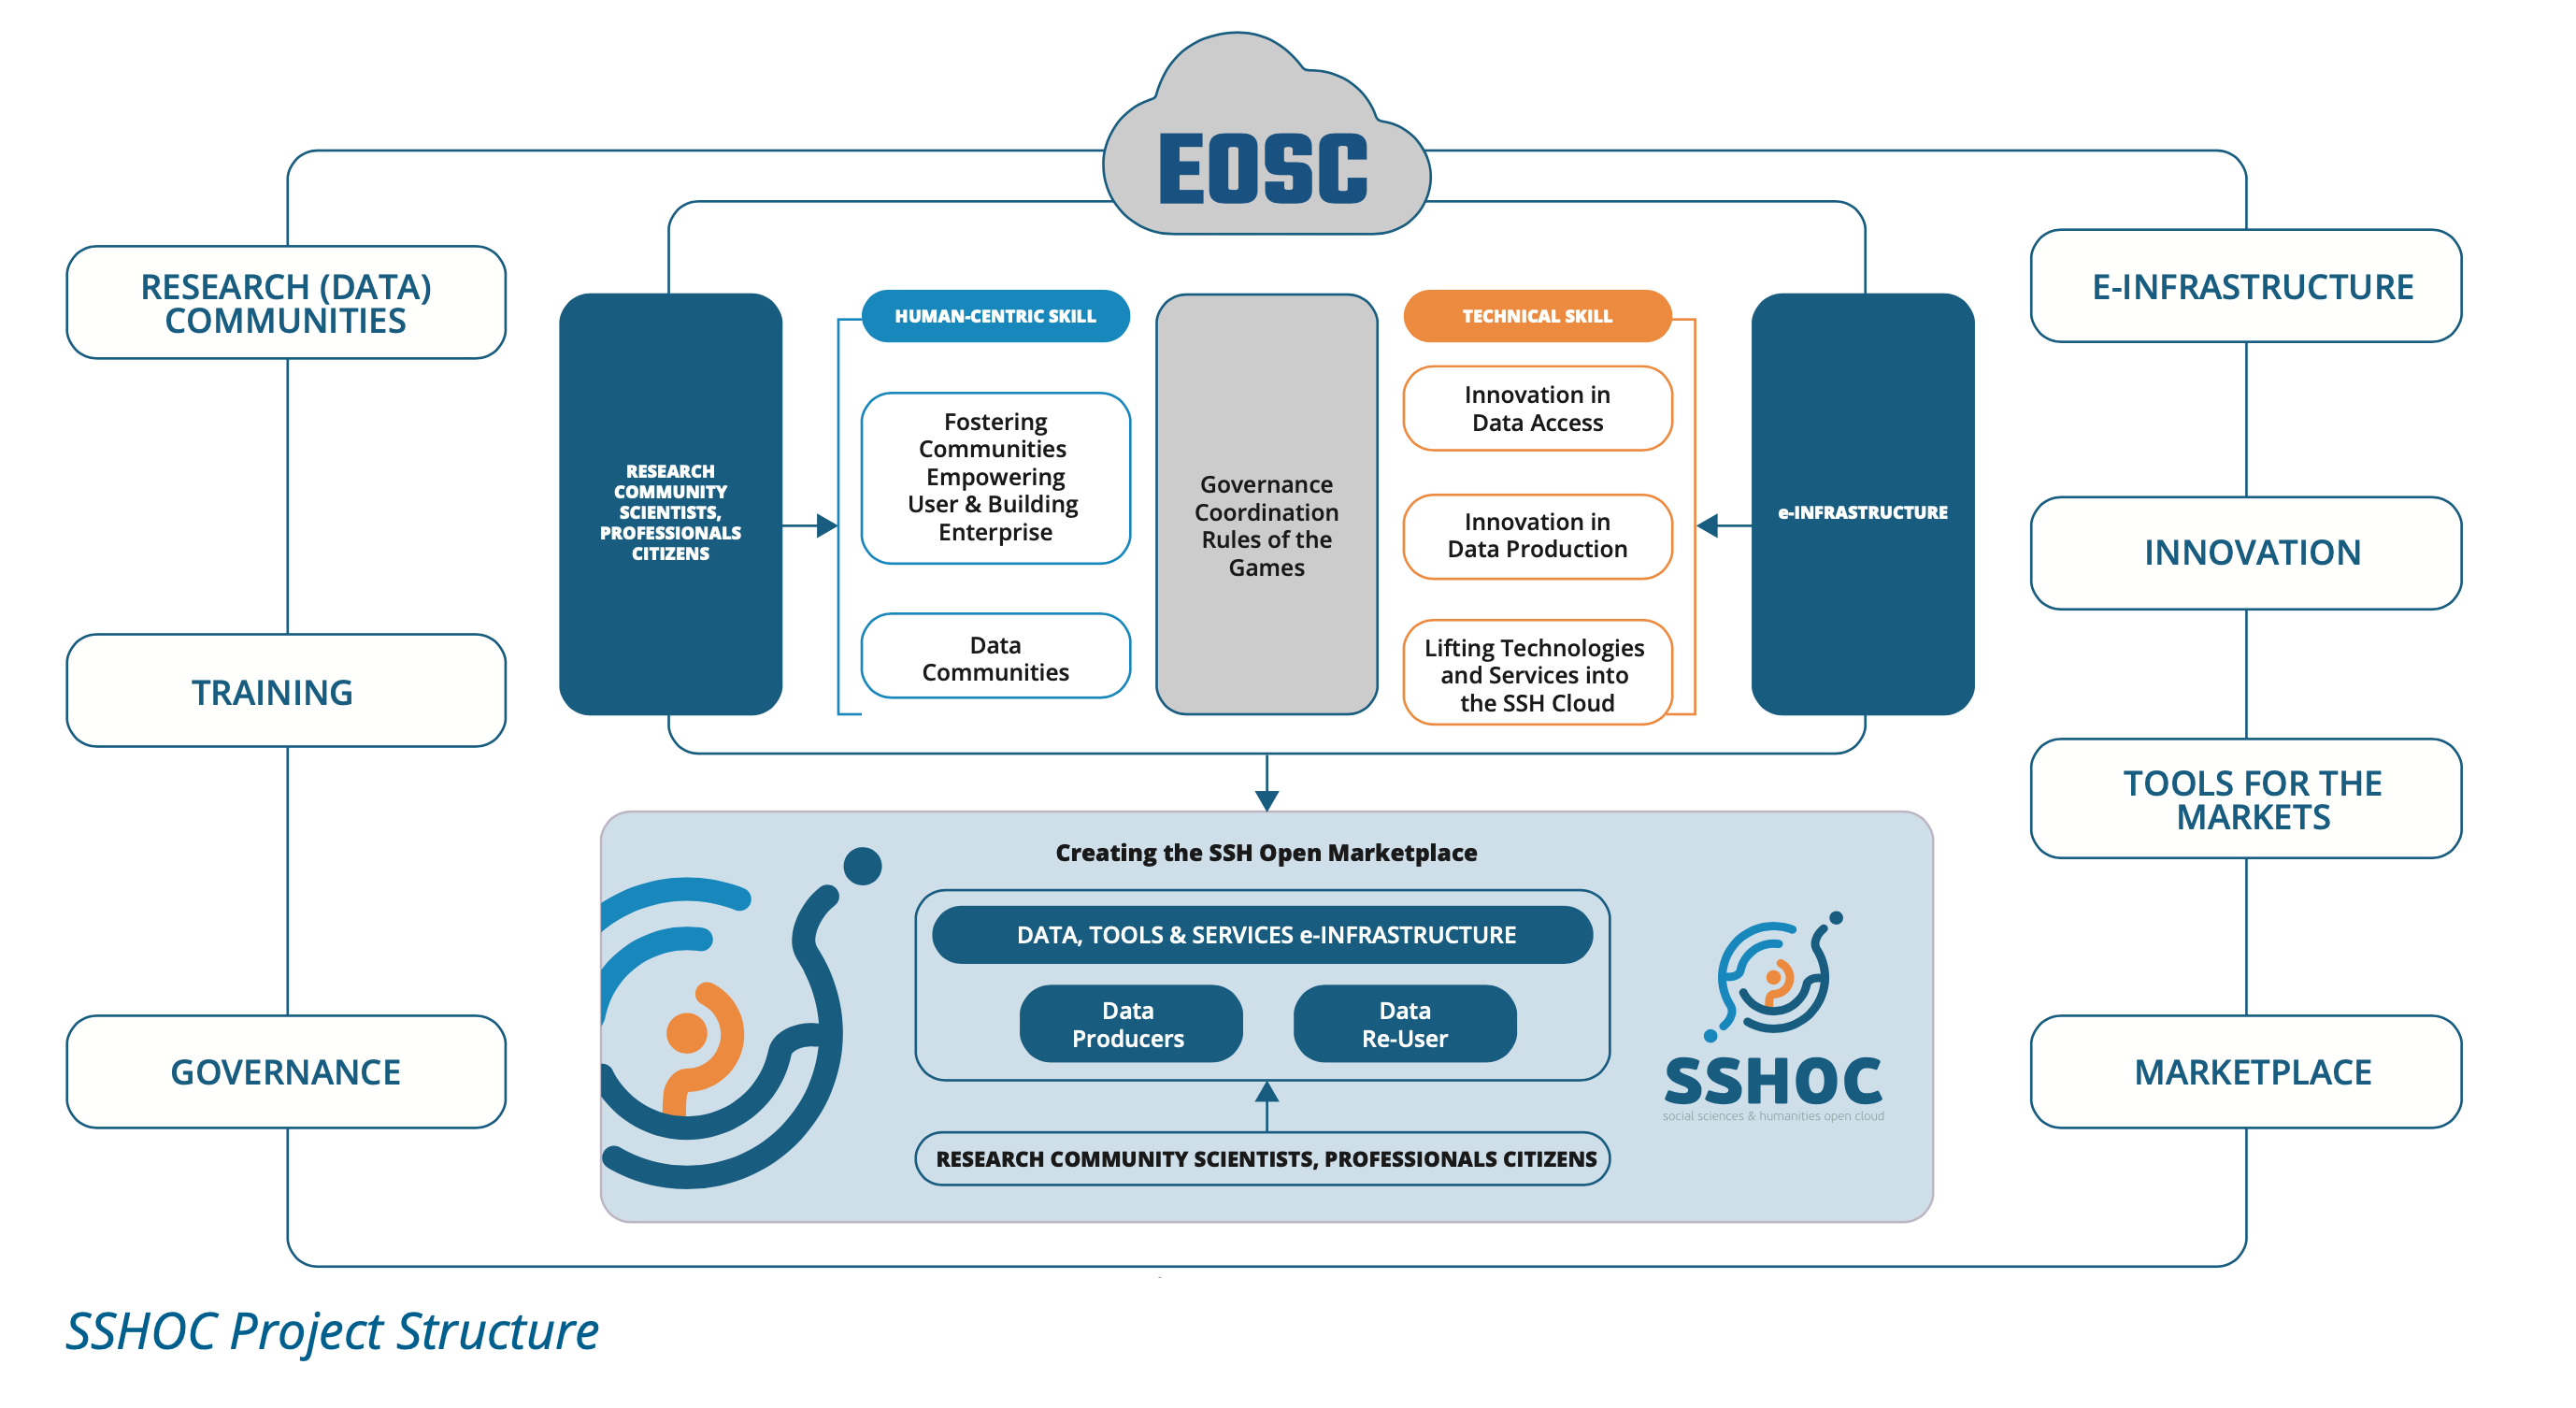 EOSC
RESEARCH (DATA)
COMMUNITIES
TRAINING
GOVERNANCE
RESEARCH
COMMUNITY
SCIENTISTS,
PROFESSIONALS
CITIZENS
HUMAN-CENTRIC SKILL
Fostering
Communities
Empowering
User & Building
Enterprise
Data
Communities
Governance
Coordination
Rules of the
Games
TECHNICAL SKILL
Innovation in
Data Access
Innovation in
Data Production
Lifting Technologies
and Services into
the SSH Cloud
e-INFRASTRUCTURE
E-INFRASTRUCTURE
INNOVATION
TOOLS FOR THE
MARKETS
MARKETPLACE
Creating the SSH Open Marketplace
DATA, TOOLS & SERVICES e-INFRASTRUCTURE
Data
Producers
Data
Re-User
RESEARCH COMMUNITY SCIENTISTS, PROFESSIONALS CITIZENS
SSHOC
social sciences & humanities open cloud
SSHOC Project Structure